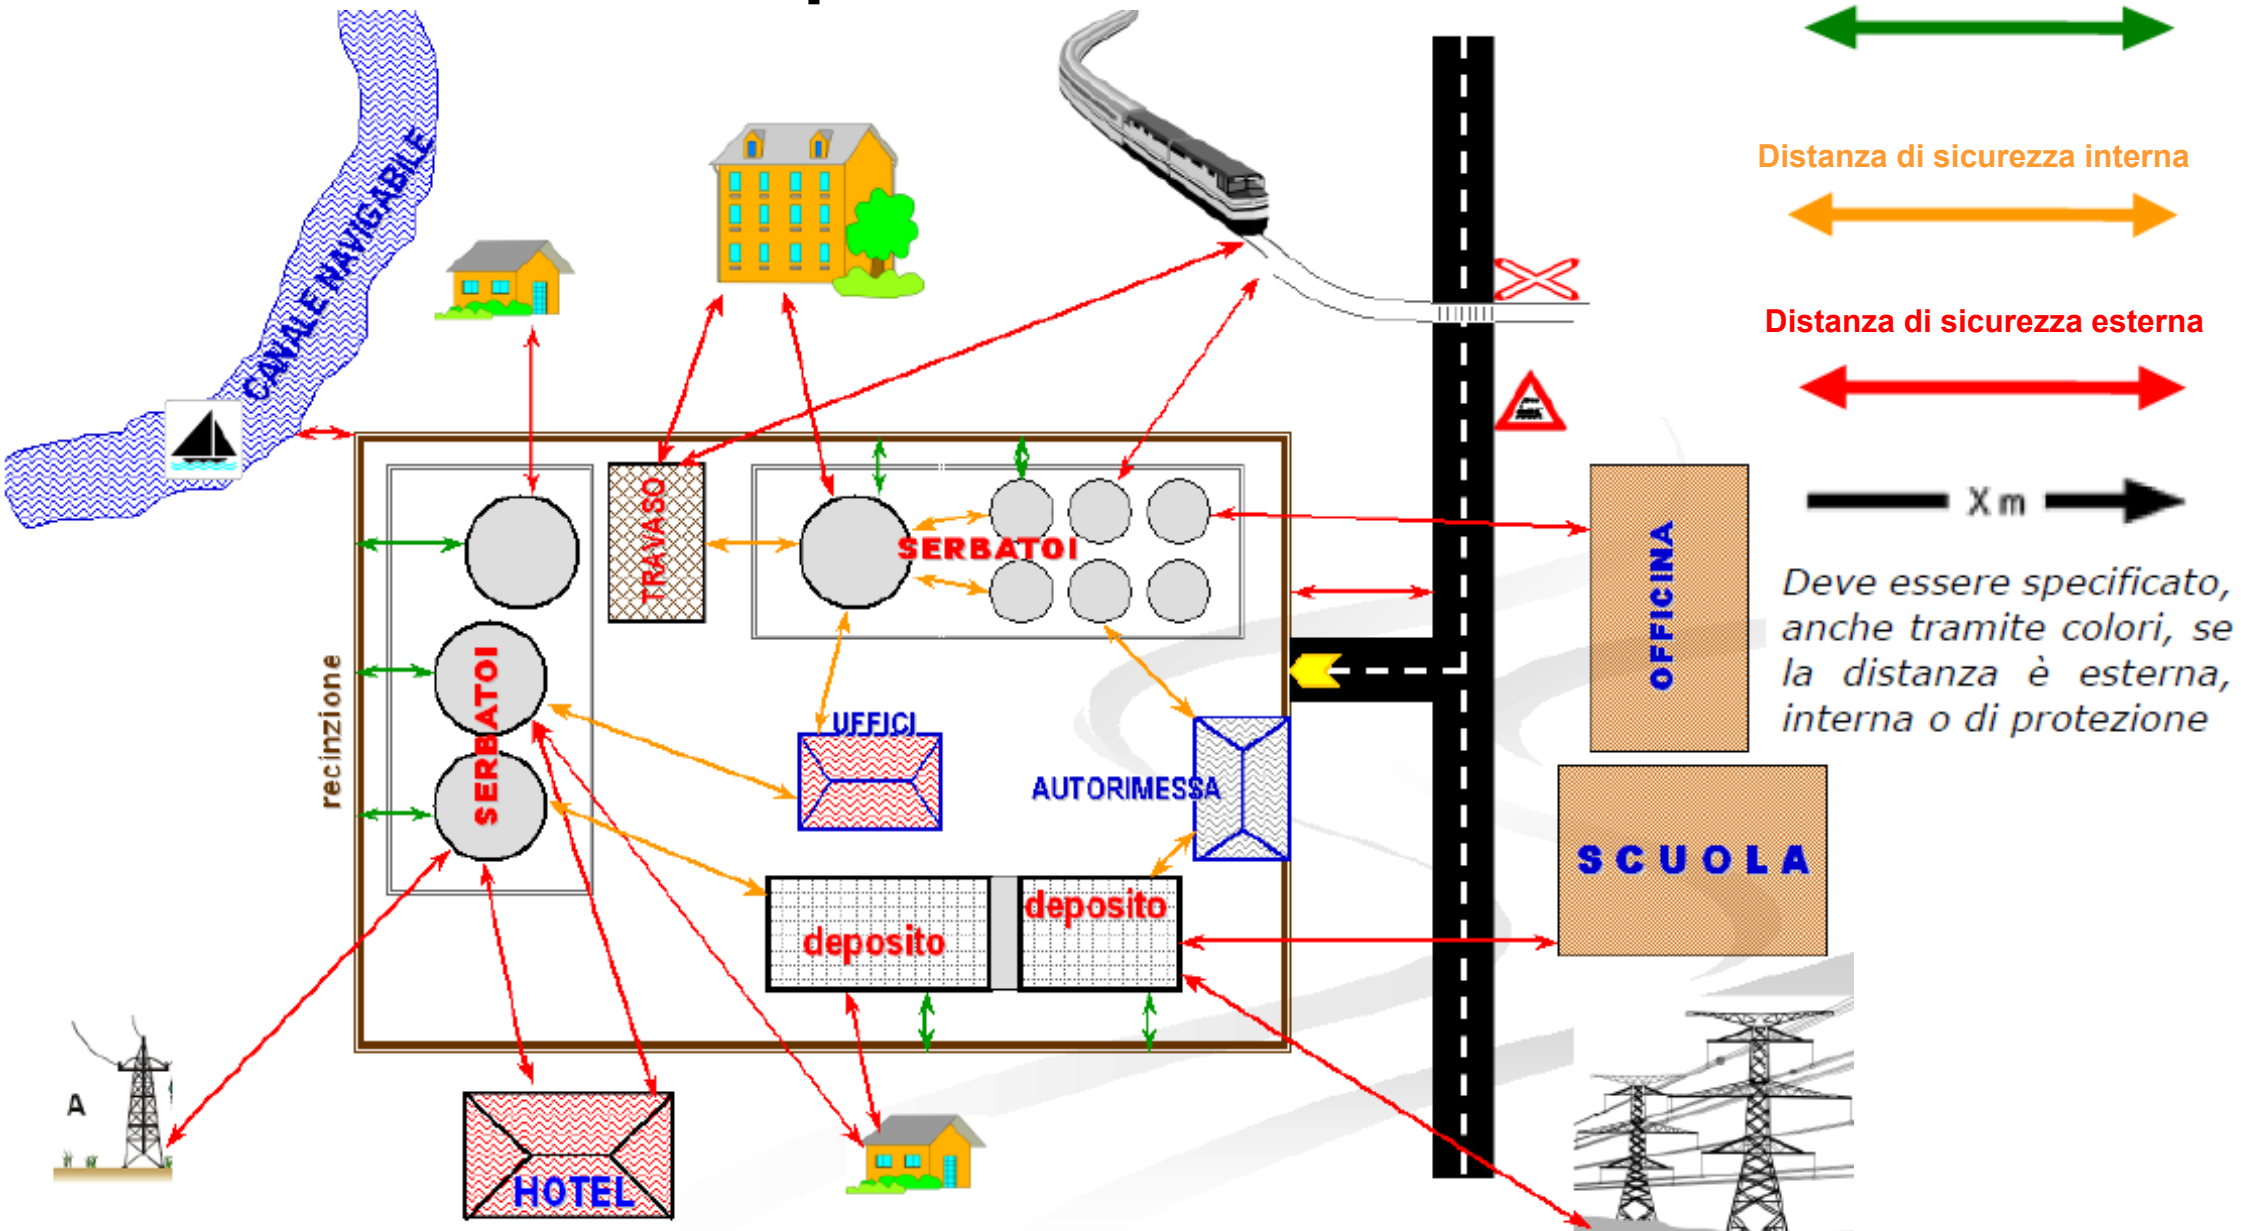 Distanza di sicurezza interna
Distanza di sicurezza esterna
X m
Deve essere specificato,
anche tramite colori, se
la distanza è esterna,
interna o di protezione
CANALE NAVIGABILE
TRAVASO
SERBATOI
SERBATOI
recinzione
UFFICI
AUTORIMESSA
deposito
deposito
OFFICINA
SCUOLA
A
HOTEL